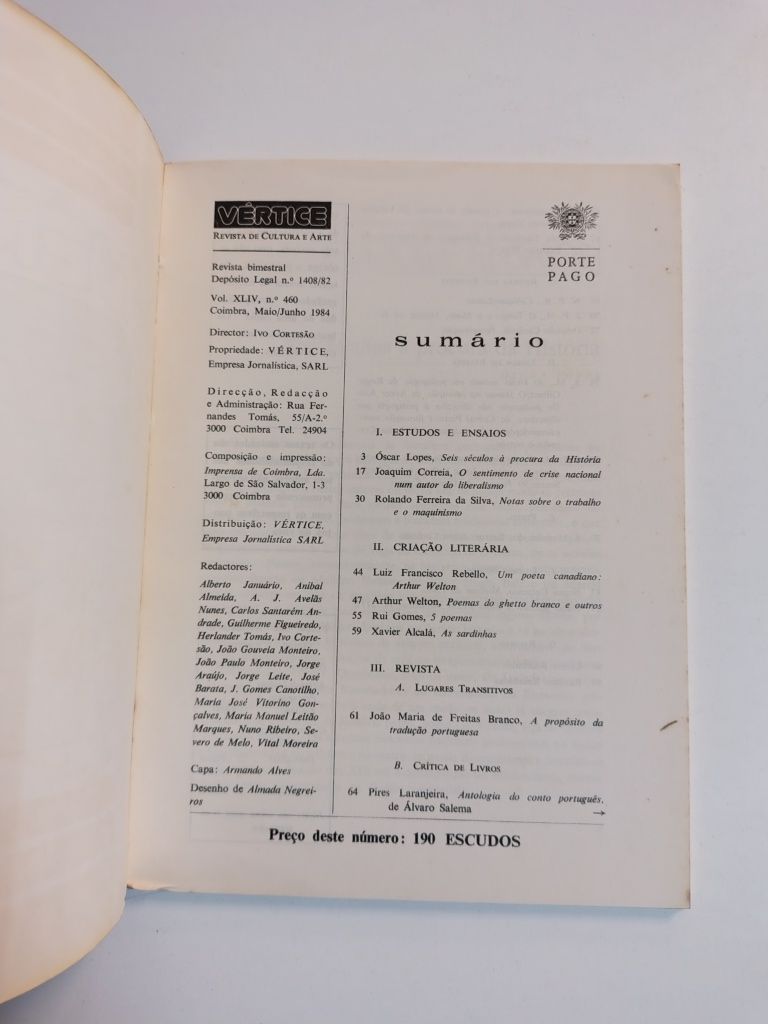 VÉRTICE
REVISTA DE CULTURA E ARTE
Revista bimestral
Depósito Legal n.º 1408/82
Vol. XLIV, n.º 460
Coimbra, Maio/Junho 1984
Director: IVO CORTESÃO
Propriedade: VÉRTICE,
Empresa Jornalística, SARL
Direcção, Redacção
e Administração: Rua Fer-
nandes Tomás, 55/A-2.º
3000 Coimbra Tel. 24904
Composição e impressão:
Imprensa de Coimbra, Lda.
Largo de São Salvador, 1-3
3000 Coimbra
Distribuição: VÉRTICE,
Empresa Jornalística SARL
Redactores:
Alberto Januário, Aníbal
Almeida, A. J. Avelãs
Nunes, Carlos Santarém An-
drade, Guilherme Figueiredo,
Herlander Tomás, Ivo Corte-
são, João Gouveia Monteiro,
João Paulo Monteiro, Jorge
Araújo, Jorge Leite, José
Barata, J. Gomes Canotilho,
Maria José Vitorino Gon-
çalves, Maria Manuel Leitão
Marques, Nuno Ribeiro, Se-
vero de Melo, Vital Moreira
Capa: Armando Alves
Desenho de Almada Negrei-
ros
PORTE
PAGO
sumário
I. ESTUDOS E ENSAIOS
3 Óscar Lopes, Seis séculos à procura da História
17 Joaquim Correia, O sentimento de crise nacional
num autor do liberalismo
30 Rolando Ferreira da Silva, Notas sobre o trabalho
e o maquinismo
II. CRIAÇÃO LITERÁRIA
44 Luiz Francisco Rebello, Um poeta canadiano:
Arthur Welton
47 Arthur Welton, Poemas do ghetto branco e outros
55 Rui Gomes, 5 poemas
59 Xavier Alcalá, As sardinhas
III. REVISTA
A. LUGARES TRANSITIVOS
61 João Maria de Freitas Branco, A propósito da
tradução portuguesa
B. CRÍTICA DE LIVROS
64 Pires Laranjeira, Antologia do conto português,
de Álvaro Salema
→
Preço deste número: 190 ESCUDOS